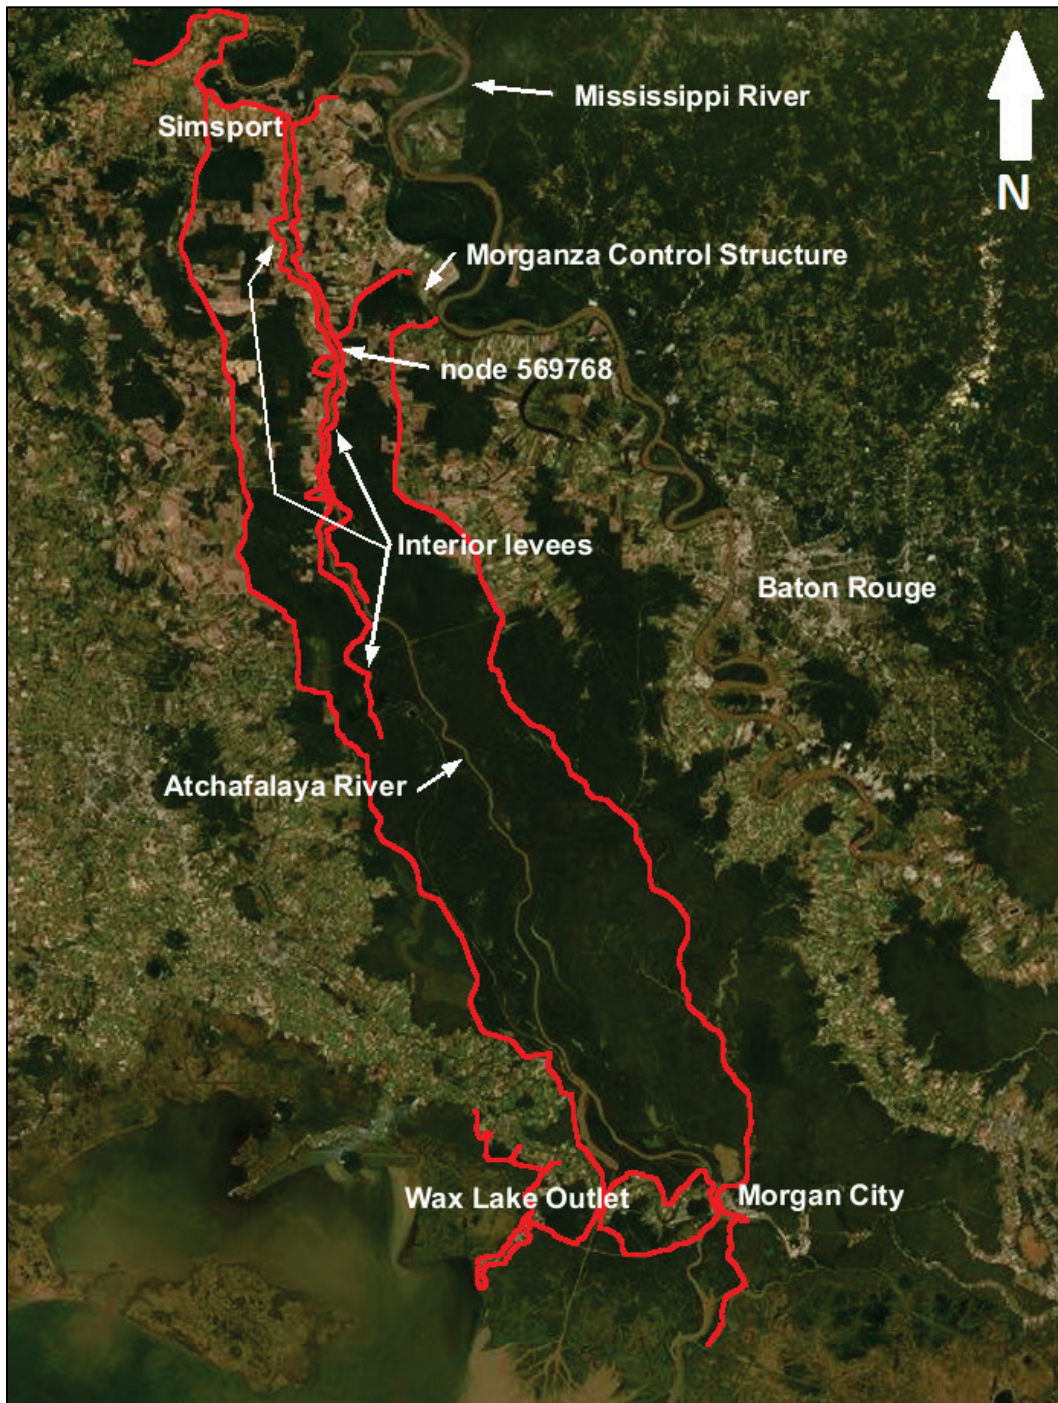 Mississippi River
Simsport
N
Morganza Control Structure
node 569768
Interior levees
Baton Rouge
Atchafalaya River
Wax Lake Outlet
Morgan City